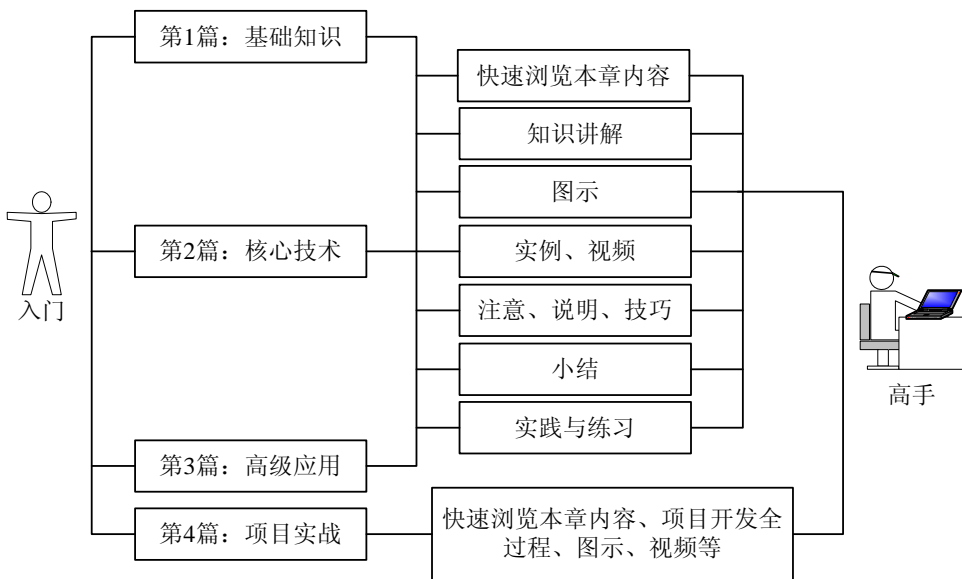 第1篇：基础知识
快速浏览本章内容
知识讲解
图示
第2篇：核心技术
实例、视频
入门
注意、说明、技巧
小结
高手
实践与练习
第3篇：高级应用
第4篇：项目实战
快速浏览本章内容、项目开发全
过程、图示、视频等